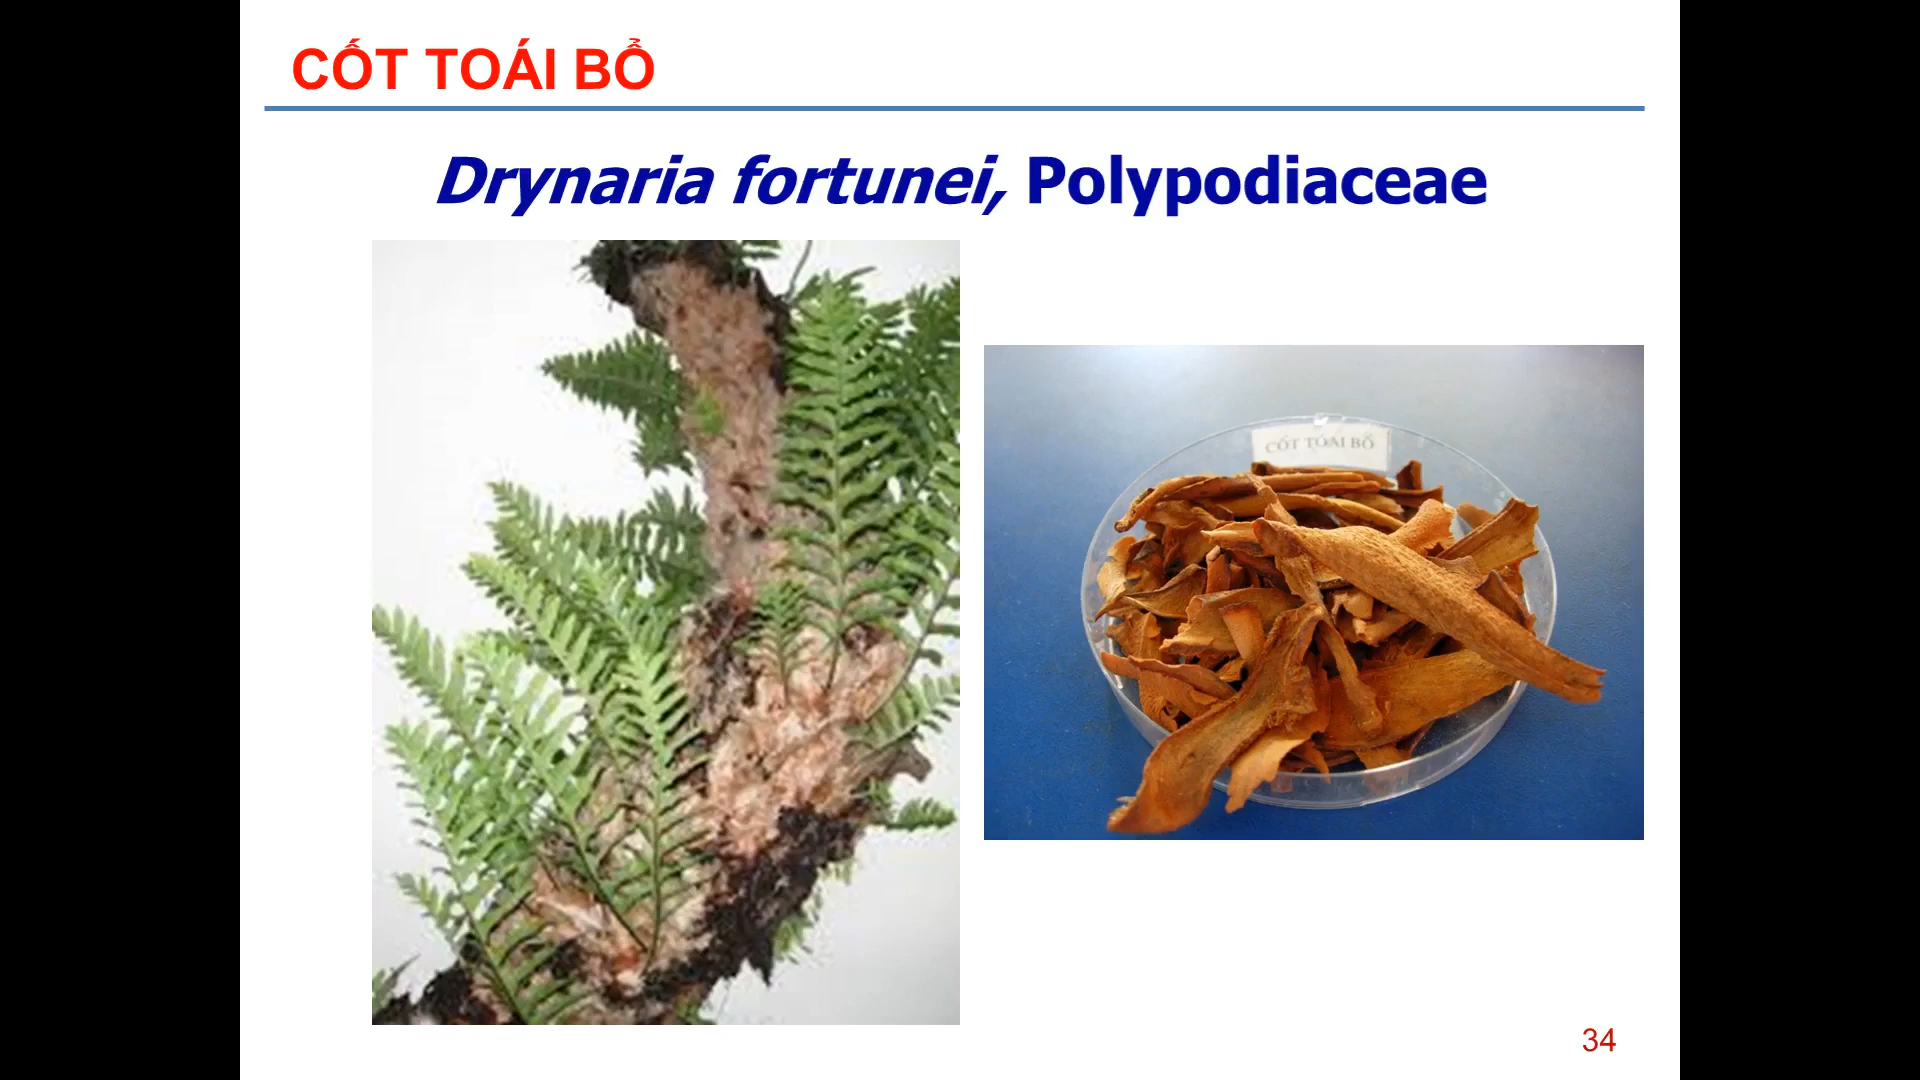 CỐT TOÁI BỔ
Drynaria fortunei, Polypodiaceae
CỐT TOÁI BỔ
34